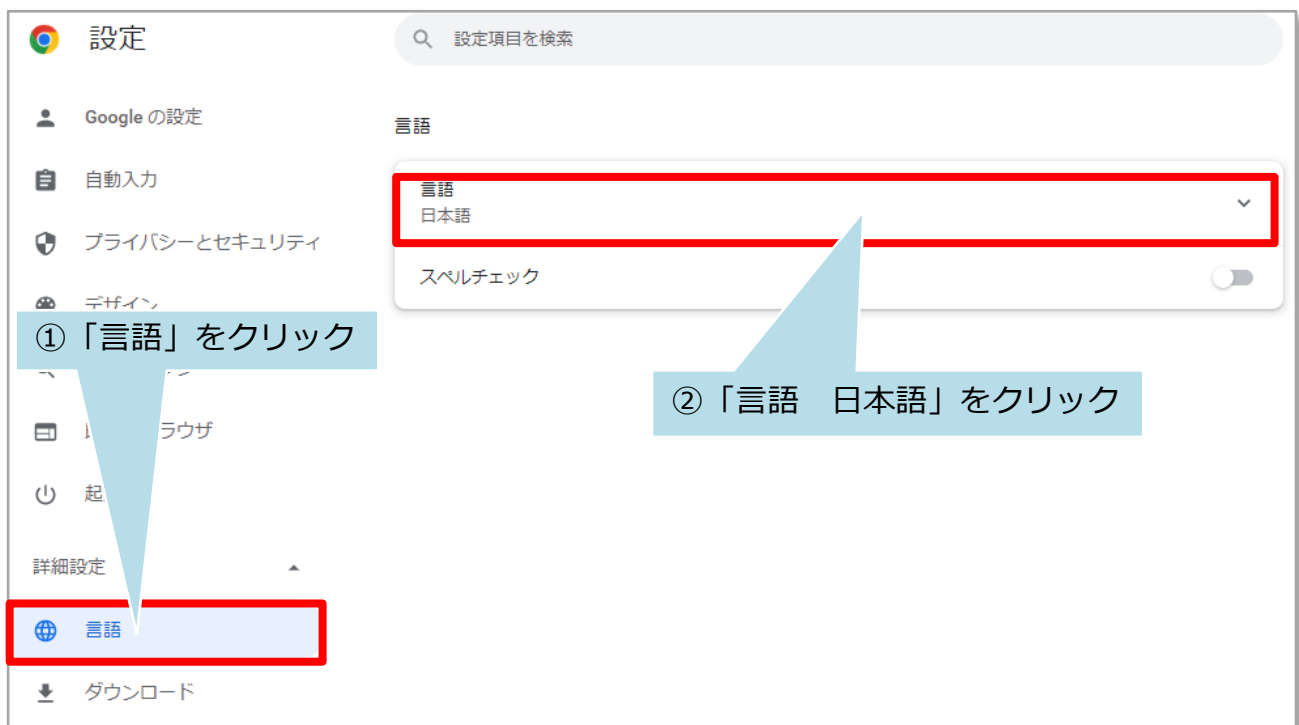 設定
設定項目を検索
Google の設定
言語
自動入力
言語
日本語
プライバシーとセキュリティ
スペルチェック
デザイン
①「言語」をクリック
②「言語　日本語」をクリック
ラウザ
起
詳細設定
言語
ダウンロード